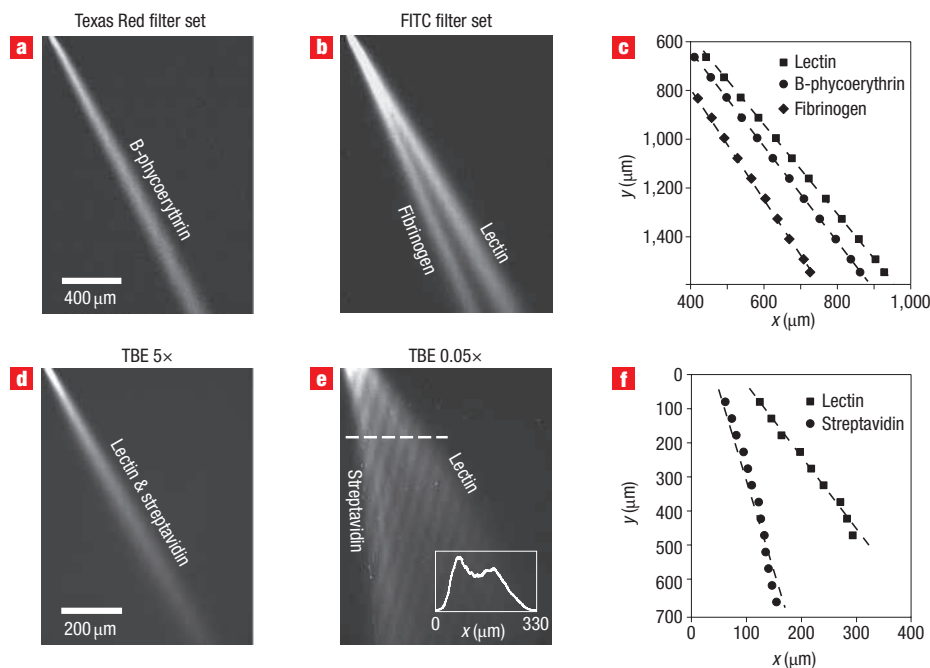 Texas Red filter set
FITC filter set
a
B-phycoerythrin
400 μm
b
Fibrinogen
Lectin
c
600
800
1,000
1,200
1,400
y (μm)
Lectin
B-phycoerythrin
Fibrinogen
400 600 800 1,000
x (μm)
TBE 5×
TBE 0.05×
d
Lectin & streptavidin
200 μm
e
Streptavidin
Lectin
0 330
x (μm)
f
0
100
200
300
400
500
600
700
y (μm)
Lectin
Streptavidin
0 100 200 300 400
x (μm)